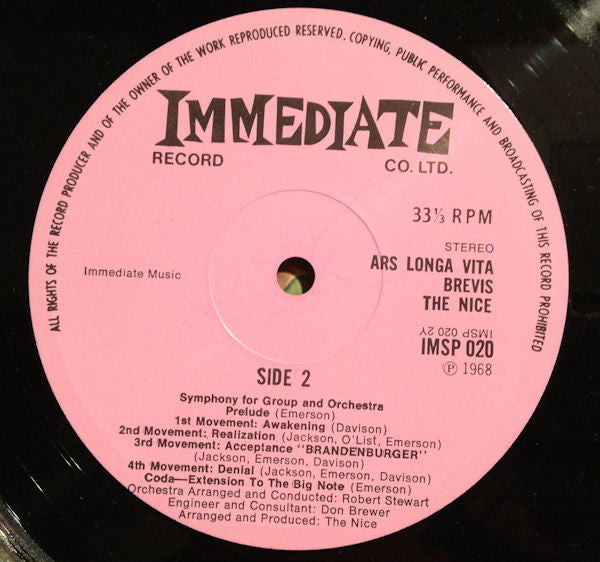 ALL RIGHTS OF THE RECORD PRODUCER AND OF THE OWNER OF THE WORK REPRODUCED RESERVED. COPYING, PUBLIC PERFORMANCE AND BROADCASTING OF THIS RECORD PROHIBITED
IMMEDIATE
RECORD CO. LTD.
33⅓ RPM
STEREO
Immediate Music
ARS LONGA VITA
BREVIS
THE NICE
IMSP 020 2Y
IMSP 020
Ⓟ 1968
SIDE 2
Symphony for Group and Orchestra
Prelude (Emerson)
1st Movement: Awakening (Davison)
2nd Movement: Realization (Jackson, O'List, Emerson)
3rd Movement: Acceptance "BRANDENBURGER"
(Jackson, Emerson, Davison)
4th Movement: Denial (Jackson, Emerson, Davison)
Coda—Extension To The Big Note (Emerson)
Orchestra Arranged and Conducted: Robert Stewart
Engineer and Consultant: Don Brewer
Arranged and Produced: The Nice